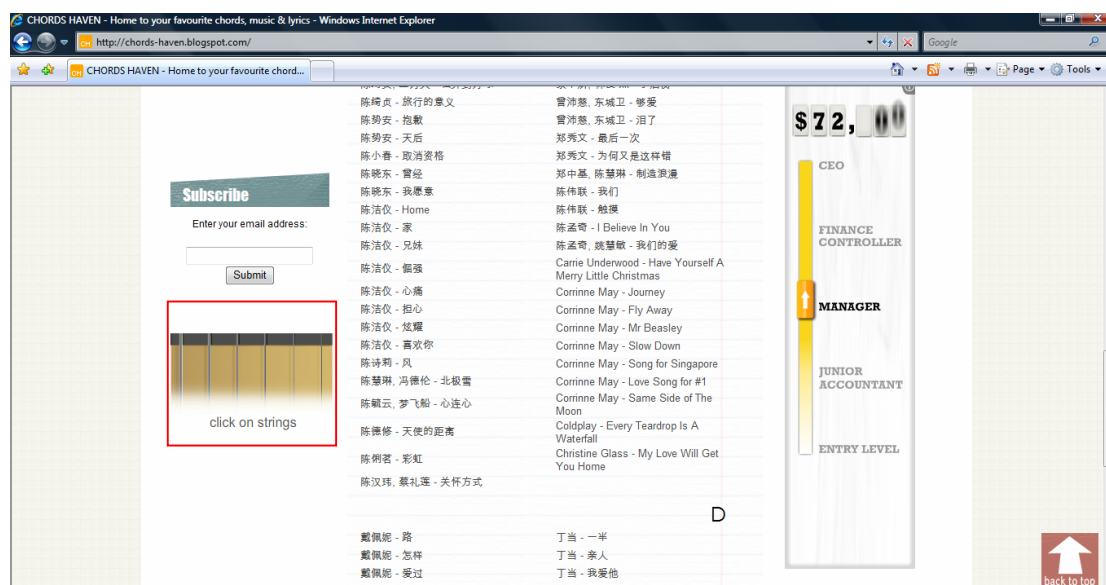 CHORDS HAVEN - Home to your favourite chords, music & lyrics - Windows Internet Explorer
http://chords-haven.blogspot.com/
Google
CHORDS HAVEN - Home to your favourite chord...
Page
Tools
Subscribe
Enter your email address:
Submit
click on strings
陈绮贞 - 旅行的意义
陈势安 - 抱歉
陈势安 - 天后
陈小春 - 取消资格
陈晓东 - 曾经
陈晓东 - 我愿意
陈洁仪 - Home
陈洁仪 - 家
陈洁仪 - 兄妹
陈洁仪 - 倔强
陈洁仪 - 心痛
陈洁仪 - 担心
陈洁仪 - 炫耀
陈洁仪 - 喜欢你
陈诗莉 - 风
陈慧琳, 冯德伦 - 北极雪
陈毓云, 梦飞船 - 心连心
陈德修 - 天使的距离
陈俐茗 - 彩虹
陈汉玮, 蔡礼莲 - 关怀方式
曾沛慈, 东城卫 - 够爱
曾沛慈, 东城卫 - 泪了
郑秀文 - 最后一次
郑秀文 - 为何又是这样错
郑中基, 陈慧琳 - 制造浪漫
陈伟联 - 我们
陈伟联 - 触摸
陈孟奇 - I Believe In You
陈孟奇, 姚慧敏 - 我们的爱
Carrie Underwood - Have Yourself A
Merry Little Christmas
Corrinne May - Journey
Corrinne May - Fly Away
Corrinne May - Mr Beasley
Corrinne May - Slow Down
Corrinne May - Song for Singapore
Corrinne May - Love Song for #1
Corrinne May - Same Side of The
Moon
Coldplay - Every Teardrop Is A
Waterfall
Christine Glass - My Love Will Get
You Home
D
戴佩妮 - 路
戴佩妮 - 怎样
戴佩妮 - 爱过
丁当 - 一半
丁当 - 亲人
丁当 - 我爱他
$72, 00
CEO
FINANCE
CONTROLLER
MANAGER
JUNIOR
ACCOUNTANT
ENTRY LEVEL
back to top